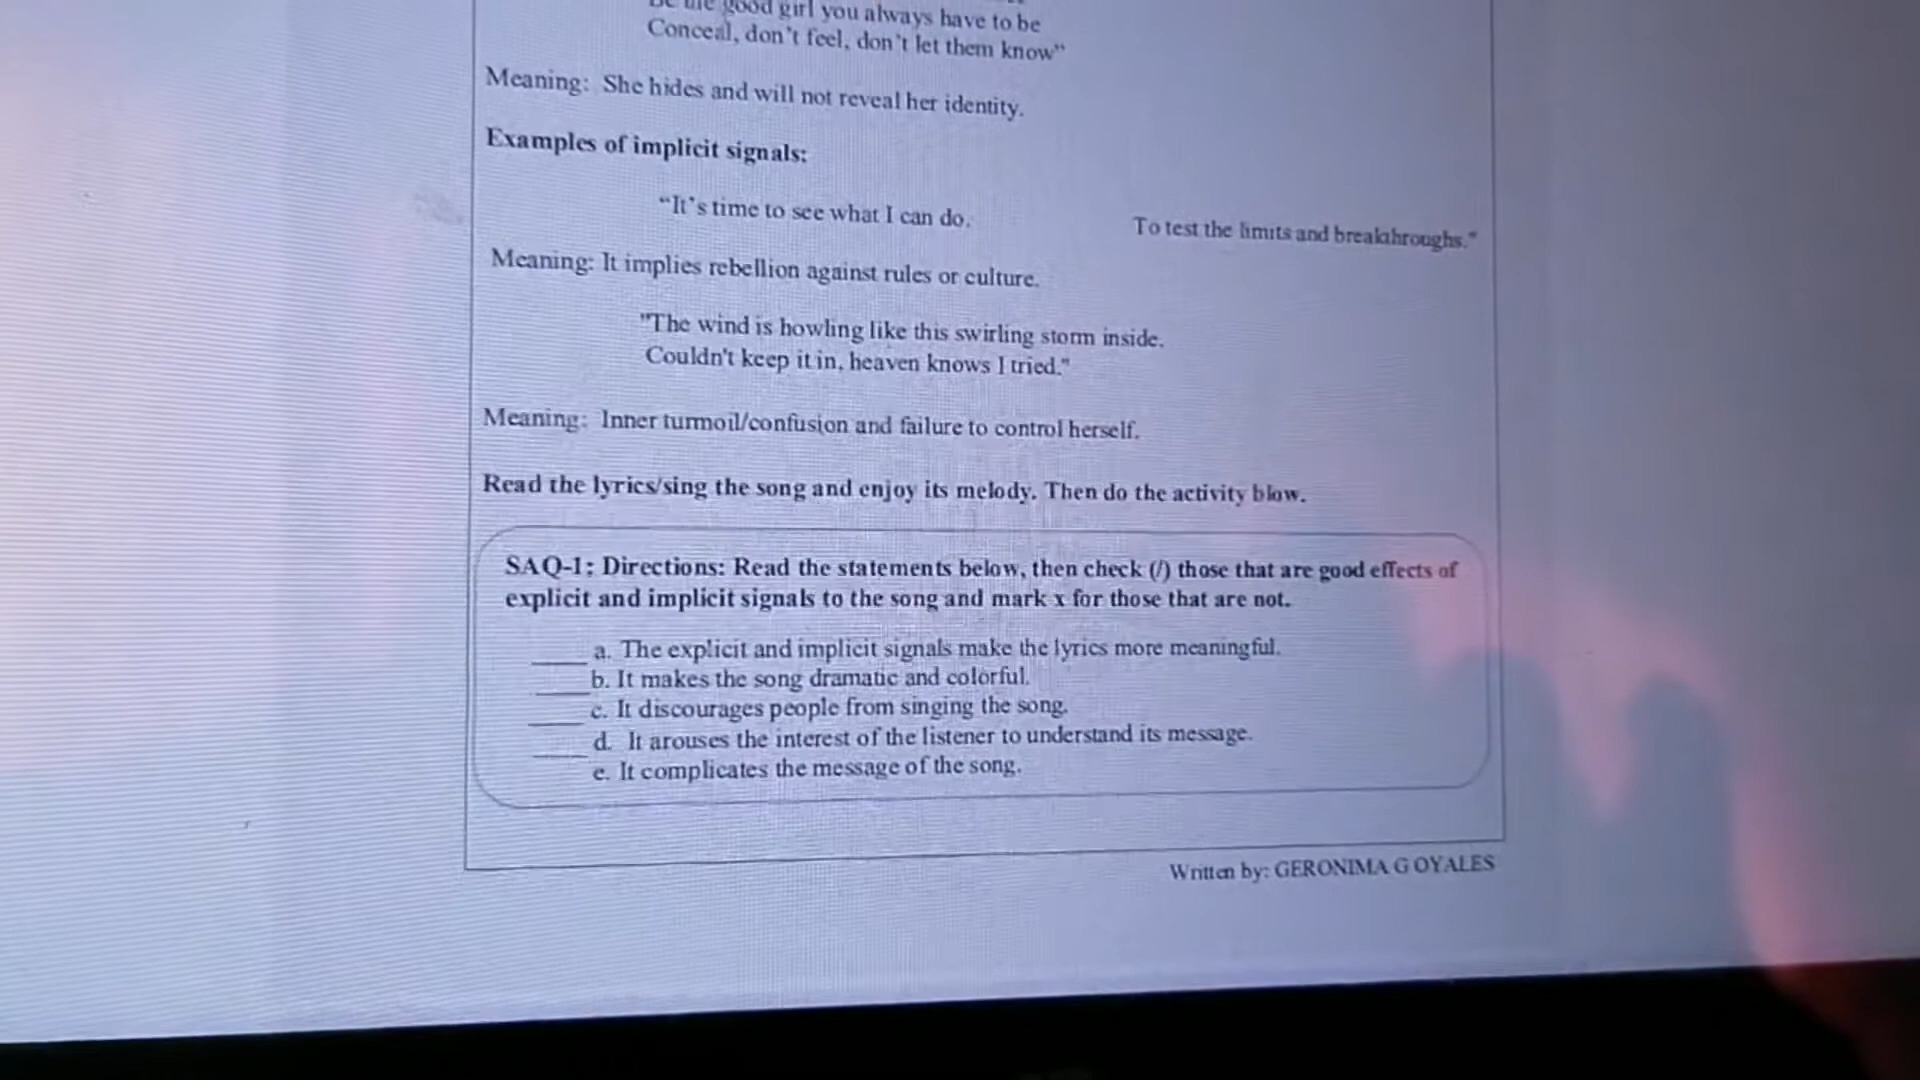 Be the good girl you always have to be
Conceal, don't feel, don't let them know"
Meaning: She hides and will not reveal her identity.
Examples of implicit signals:
"It's time to see what I can do. To test the limits and breakthroughs."
Meaning: It implies rebellion against rules or culture.
"The wind is howling like this swirling storm inside.
Couldn't keep it in, heaven knows I tried."
Meaning: Inner turmoil/confusion and failure to control herself.
Read the lyrics/sing the song and enjoy its melody. Then do the activity blow.
SAQ-1: Directions: Read the statements below, then check (/) those that are good effects of
explicit and implicit signals to the song and mark x for those that are not.
____ a. The explicit and implicit signals make the lyrics more meaningful.
____ b. It makes the song dramatic and colorful.
____ c. It discourages people from singing the song.
____ d. It arouses the interest of the listener to understand its message.
e. It complicates the message of the song.
Written by: GERONIMA G OYALES